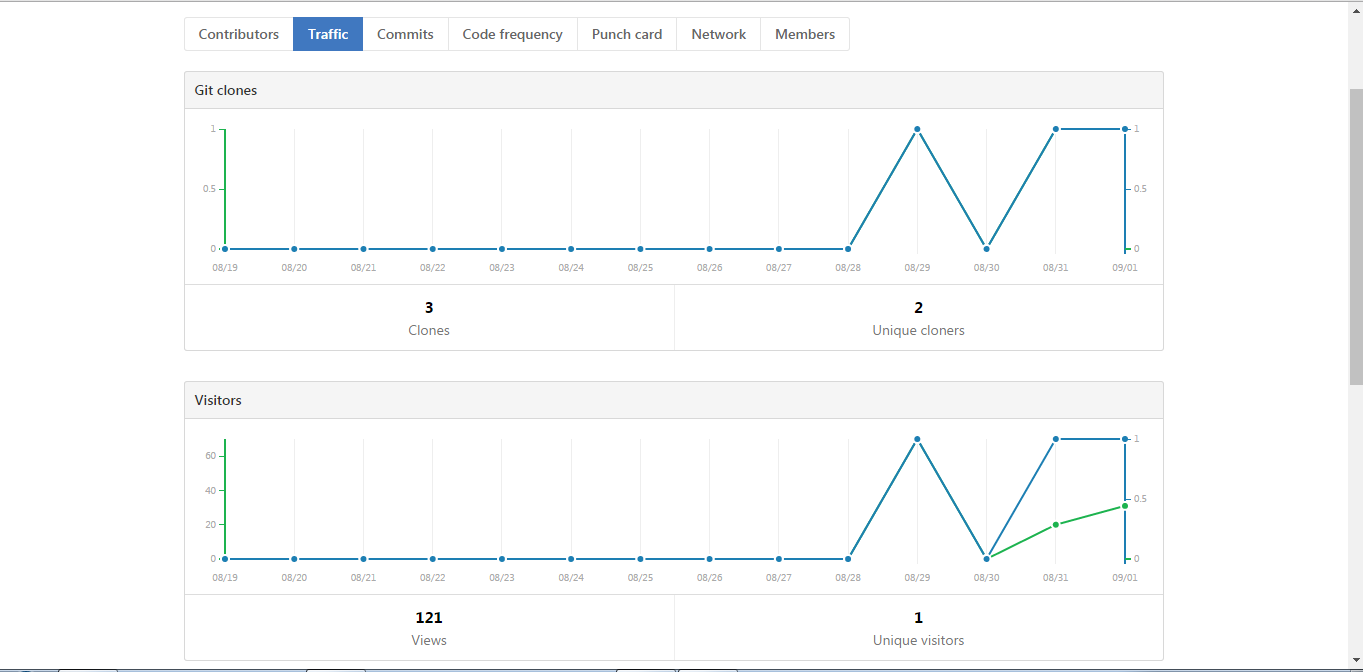 Contributors Traffic Commits Code frequency Punch card Network Members
Git clones
1 1
0.5 0.5
0 0
08/19 08/20 08/21 08/22 08/23 08/24 08/25 08/26 08/27 08/28 08/29 08/30 08/31 09/01
3 2
Clones Unique cloners
Visitors
1
60
0.5
40
20
0 0
08/19 08/20 08/21 08/22 08/23 08/24 08/25 08/26 08/27 08/28 08/29 08/30 08/31 09/01
121 1
Views Unique visitors